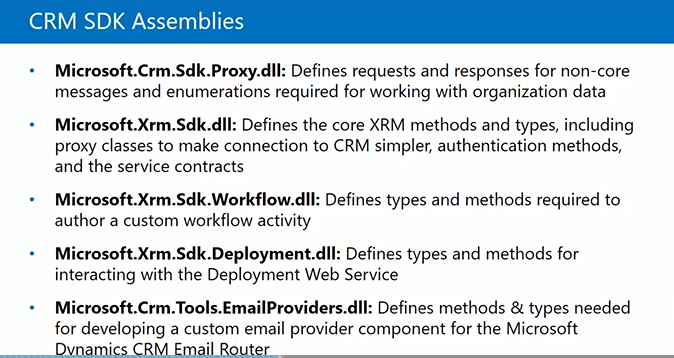 CRM SDK Assemblies
• Microsoft.Crm.Sdk.Proxy.dll: Defines requests and responses for non-core
messages and enumerations required for working with organization data
• Microsoft.Xrm.Sdk.dll: Defines the core XRM methods and types, including
proxy classes to make connection to CRM simpler, authentication methods,
and the service contracts
• Microsoft.Xrm.Sdk.Workflow.dll: Defines types and methods required to
author a custom workflow activity
• Microsoft.Xrm.Sdk.Deployment.dll: Defines types and methods for
interacting with the Deployment Web Service
• Microsoft.Crm.Tools.EmailProviders.dll: Defines methods & types needed
for developing a custom email provider component for the Microsoft
Dynamics CRM Email Router